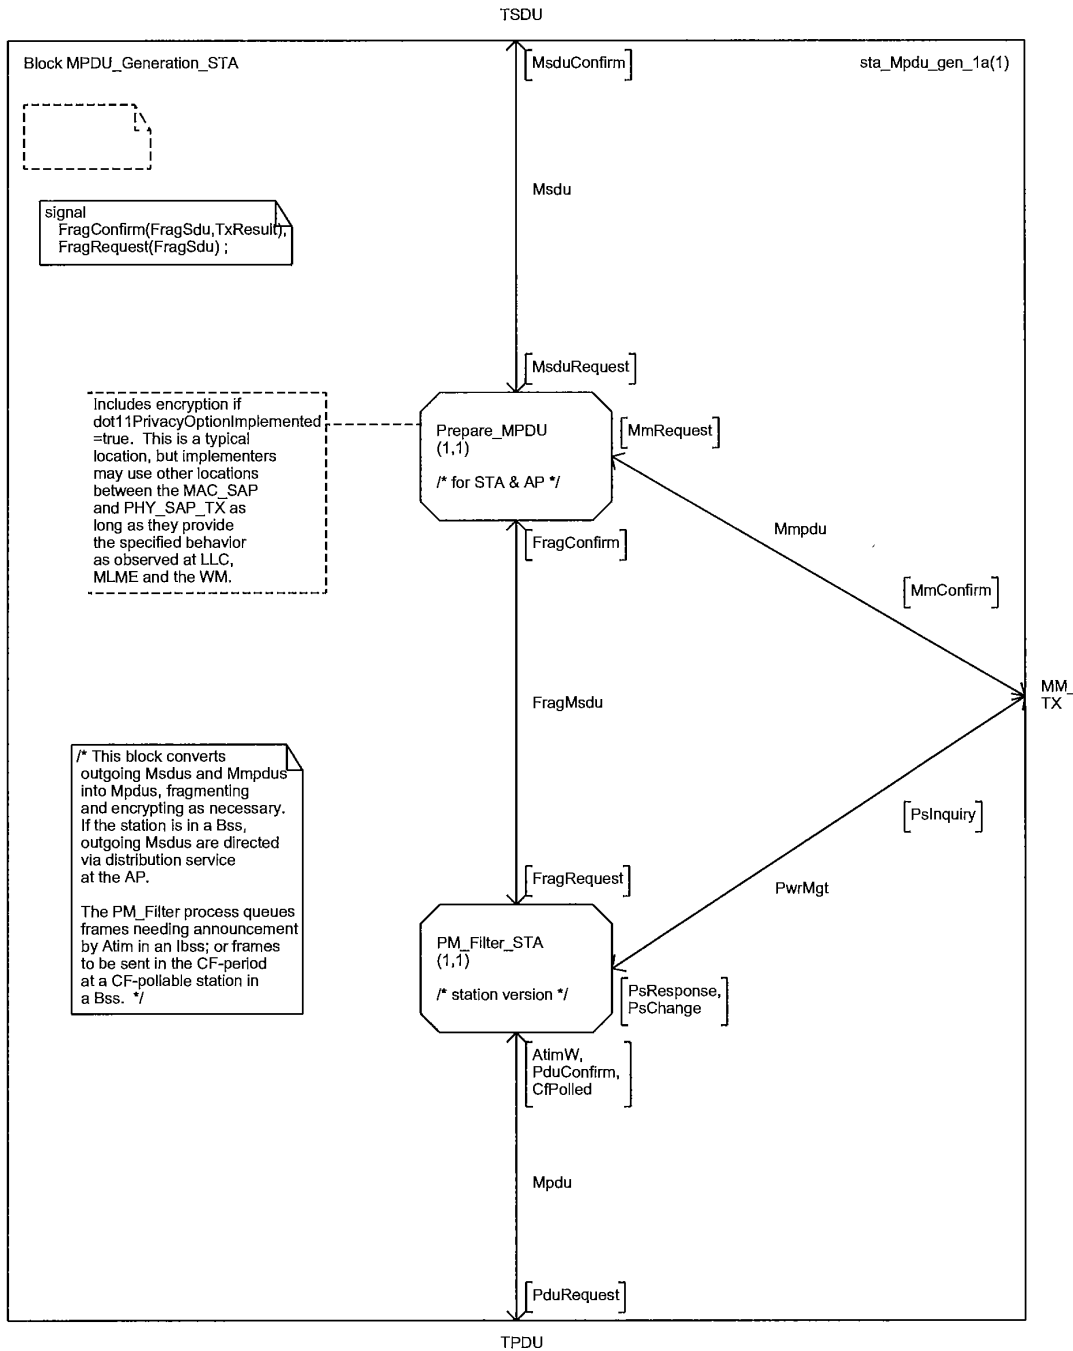 TSDU
Block MPDU_Generation_STA
[MsduConfirm]
sta_Mpdu_gen_1a(1)
Msdu
signal
FragConfirm(FragSdu,TxResult),
FragRequest(FragSdu) ;
[MsduRequest]
Includes encryption if
dot11PrivacyOptionImplemented
=true. This is a typical
location, but implementers
may use other locations
between the MAC_SAP
and PHY_SAP_TX as
long as they provide
the specified behavior
as observed at LLC,
MLME and the WM.
Prepare_MPDU
(1,1)
/* for STA & AP */
[MmRequest]
Mmpdu
[FragConfirm]
[MmConfirm]
MM_
TX
FragMsdu
/* This block converts
outgoing Msdus and Mmpdus
into Mpdus, fragmenting
and encrypting as necessary.
If the station is in a Bss,
outgoing Msdus are directed
via distribution service
at the AP.
The PM_Filter process queues
frames needing announcement
by Atim in an Ibss; or frames
to be sent in the CF-period
at a CF-pollable station in
a Bss. */
[PsInquiry]
PwrMgt
[FragRequest]
PM_Filter_STA
(1,1)
/* station version */
[PsResponse,
PsChange]
[AtimW,
PduConfirm,
CfPolled]
Mpdu
[PduRequest]
TPDU